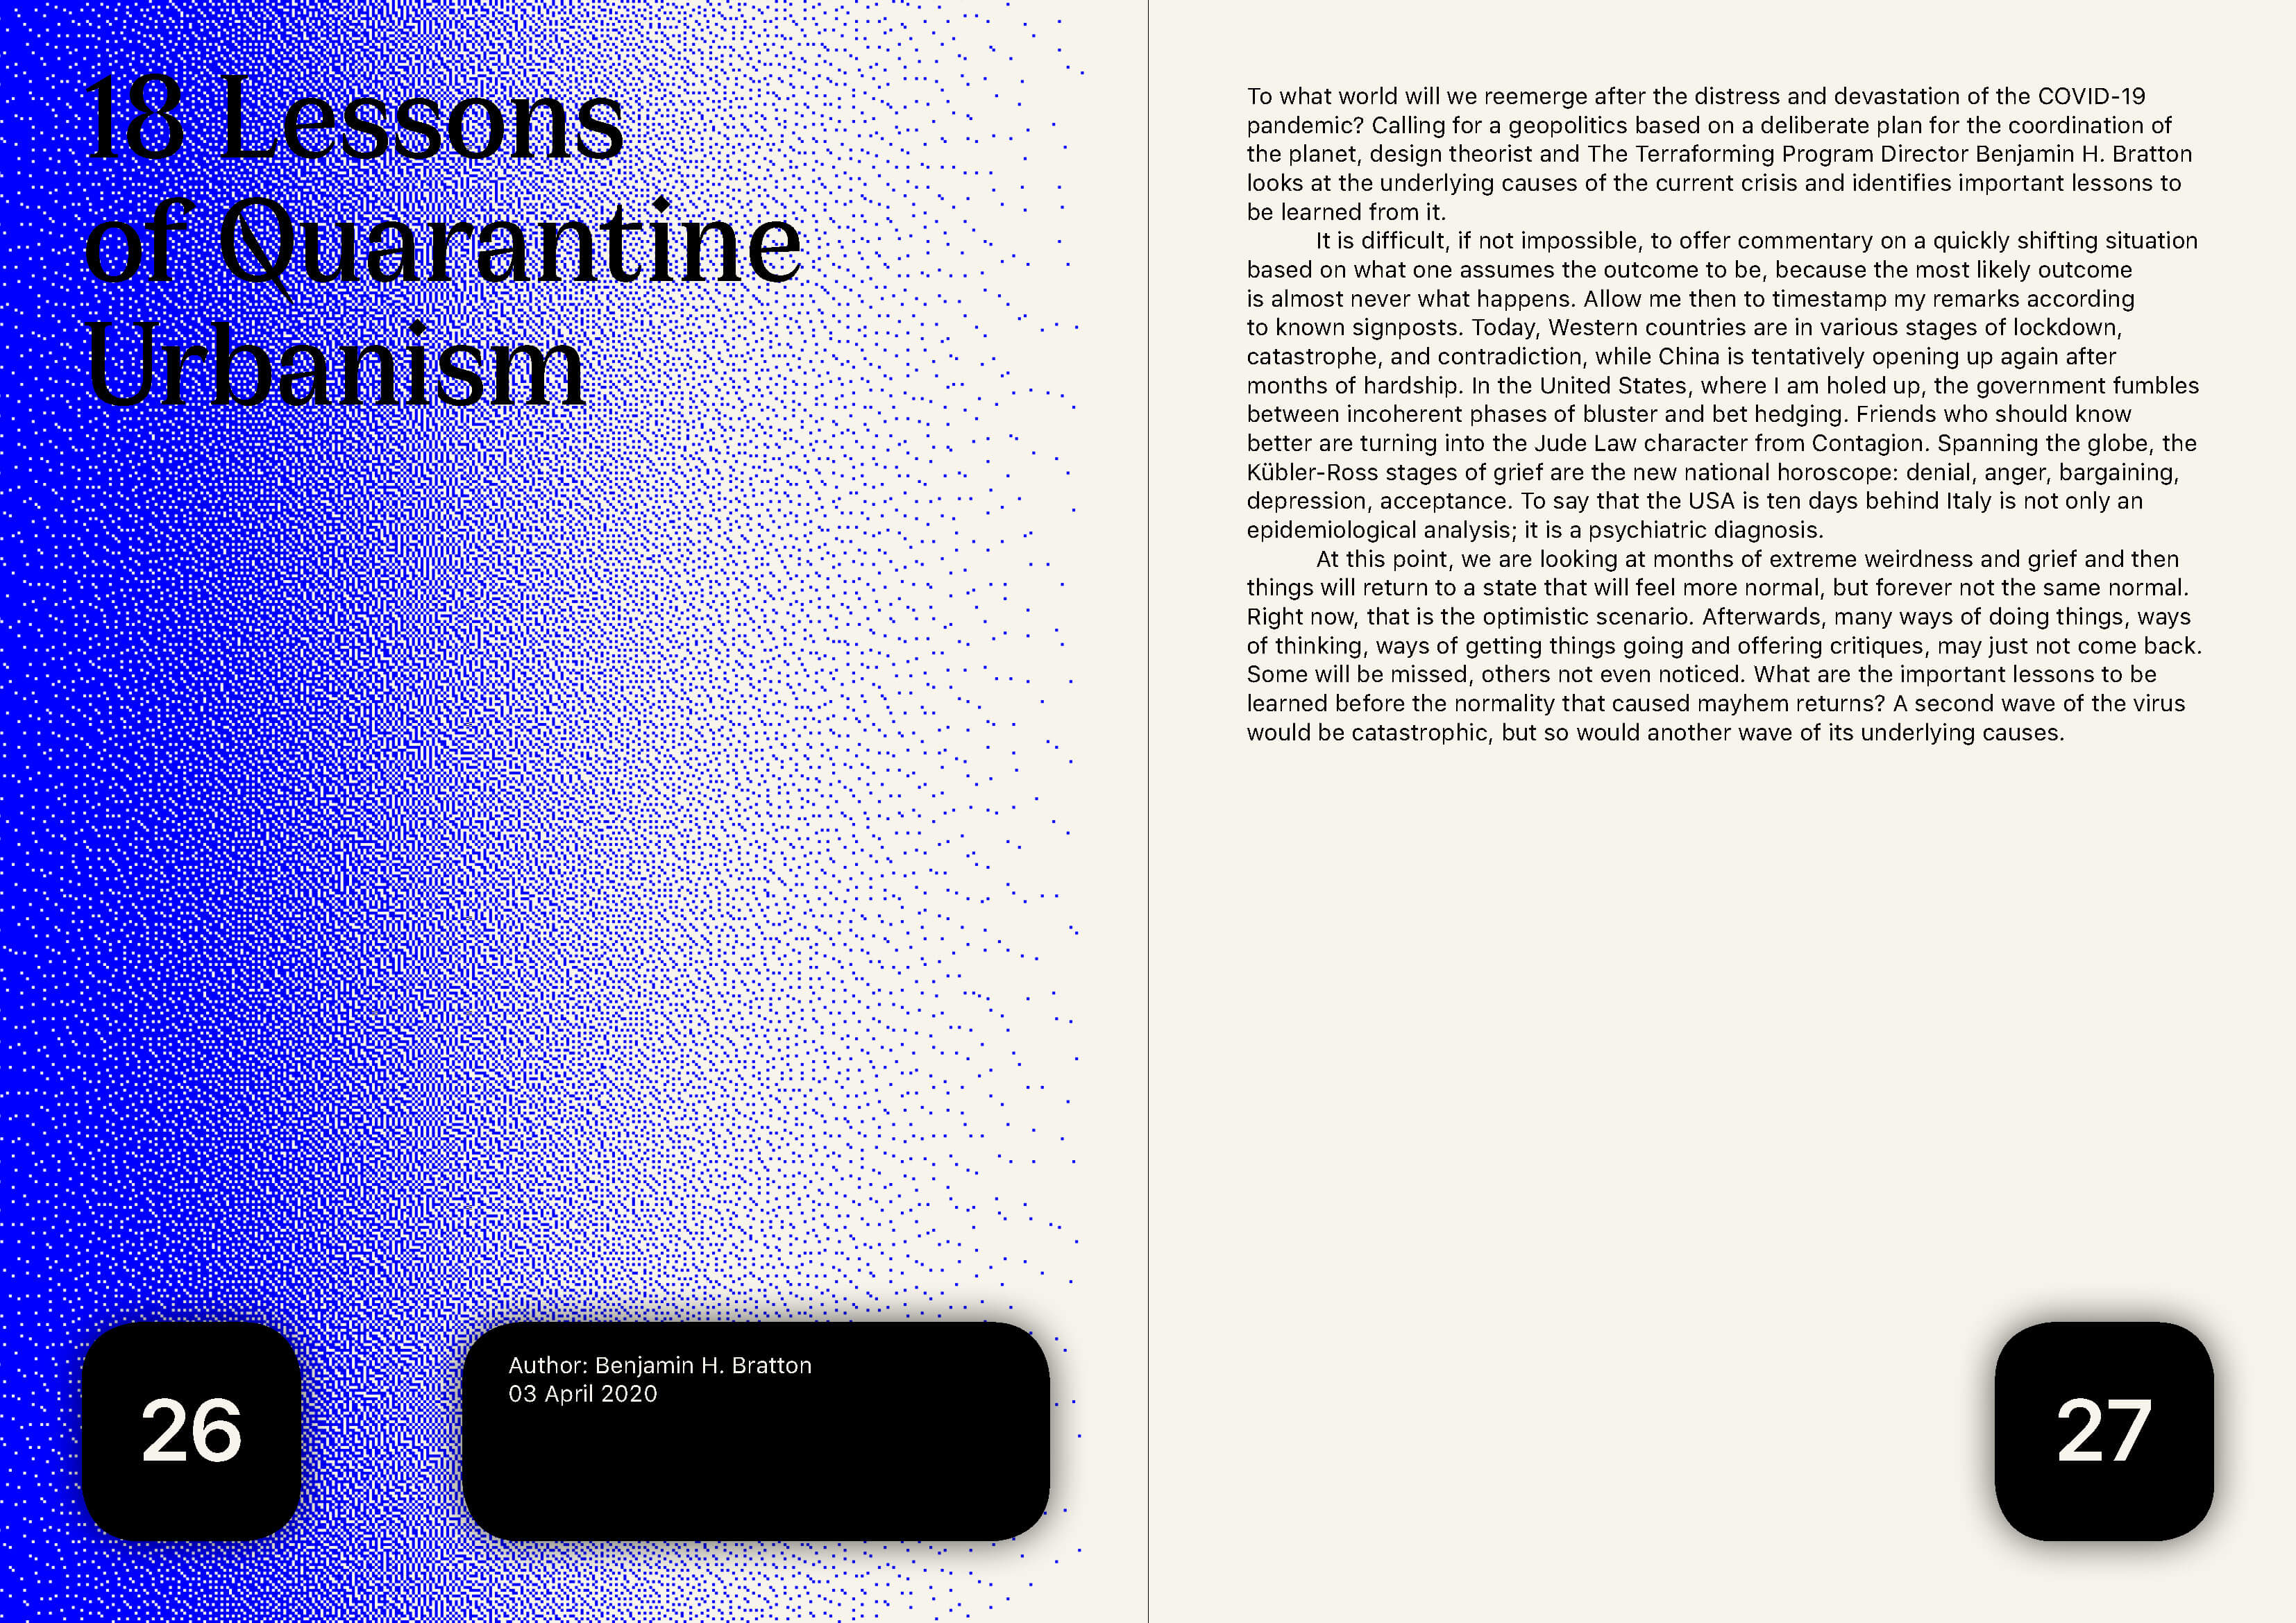 18 Lessons
of Quarantine
Urbanism
26
Author: Benjamin H. Bratton
03 April 2020
To what world will we reemerge after the distress and devastation of the COVID-19
pandemic? Calling for a geopolitics based on a deliberate plan for the coordination of
the planet, design theorist and The Terraforming Program Director Benjamin H. Bratton
looks at the underlying causes of the current crisis and identifies important lessons to
be learned from it.
It is difficult, if not impossible, to offer commentary on a quickly shifting situation
based on what one assumes the outcome to be, because the most likely outcome
is almost never what happens. Allow me then to timestamp my remarks according
to known signposts. Today, Western countries are in various stages of lockdown,
catastrophe, and contradiction, while China is tentatively opening up again after
months of hardship. In the United States, where I am holed up, the government fumbles
between incoherent phases of bluster and bet hedging. Friends who should know
better are turning into the Jude Law character from Contagion. Spanning the globe, the
Kübler-Ross stages of grief are the new national horoscope: denial, anger, bargaining,
depression, acceptance. To say that the USA is ten days behind Italy is not only an
epidemiological analysis; it is a psychiatric diagnosis.
At this point, we are looking at months of extreme weirdness and grief and then
things will return to a state that will feel more normal, but forever not the same normal.
Right now, that is the optimistic scenario. Afterwards, many ways of doing things, ways
of thinking, ways of getting things going and offering critiques, may just not come back.
Some will be missed, others not even noticed. What are the important lessons to be
learned before the normality that caused mayhem returns? A second wave of the virus
would be catastrophic, but so would another wave of its underlying causes.
27